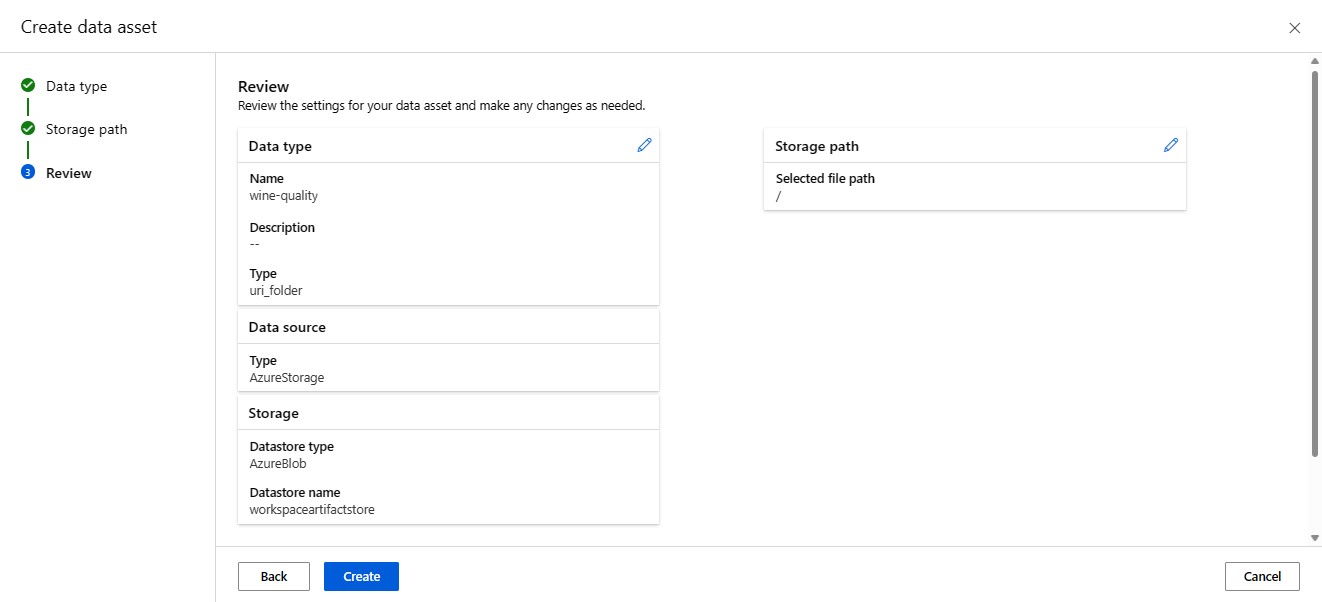 Create data asset
Data type
Storage path
3 Review
Review
Review the settings for your data asset and make any changes as needed.
Data type
Name
wine-quality
Description
--
Type
uri_folder
Data source
Type
AzureStorage
Storage
Datastore type
AzureBlob
Datastore name
workspaceartifactstore
Storage path
Selected file path
/
Back
Create
Cancel